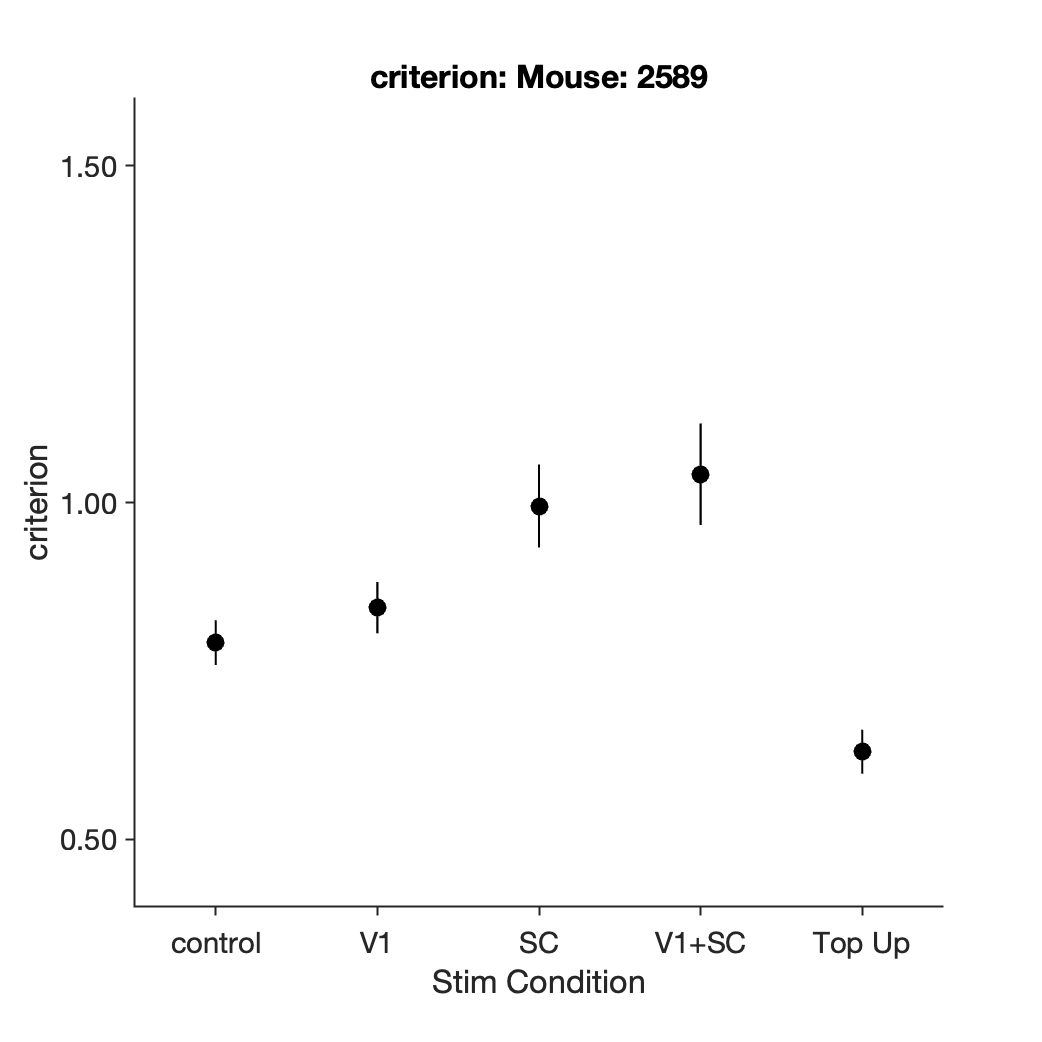 criterion: Mouse: 2589
1.50
1.00
0.50
criterion
control
V1
SC
V1+SC
Top Up
Stim Condition